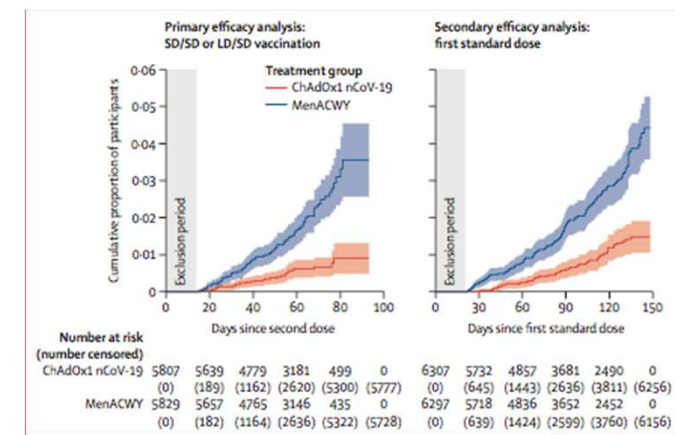 Primary efficacy analysis:
SD/SD or LD/SD vaccination
Secondary efficacy analysis:
first standard dose
Treatment group
ChAdOx1 nCoV-19
MenACWY
Cumulative proportion of participants
0·06
0·05
0·04
0·03
0·02
0·01
0
Exclusion period
Exclusion period
0 20 40 60 80 100
0 30 60 90 120 150
Days since second dose
Days since first standard dose
Number at risk
(number censored)
ChAdOx1 nCoV-19 5807 5639 4779 3181 499 0 6307 5732 4857 3681 2490 0
(0) (189) (1162) (2620) (5300) (5777) (0) (645) (1443) (2636) (3811) (6256)
MenACWY 5829 5657 4765 3146 435 0 6297 5718 4836 3652 2452 0
(0) (182) (1164) (2636) (5322) (5728) (0) (639) (1424) (2599) (3760) (6156)